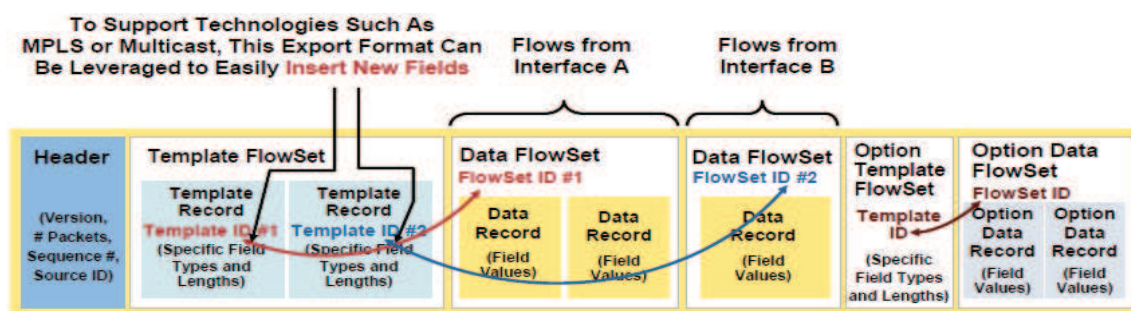 To Support Technologies Such As
MPLS or Multicast, This Export Format Can
Be Leveraged to Easily Insert New Fields
Flows from
Interface A
Flows from
Interface B
Header
(Version,
# Packets,
Sequence #,
Source ID)
Template FlowSet
Template
Record
Template ID #1
(Specific Field
Types and
Lengths)
Template
Record
Template ID #2
(Specific Field
Types and
Lengths)
Data FlowSet
FlowSet ID #1
Data
Record
(Field
Values)
Data
Record
(Field
Values)
Data FlowSet
FlowSet ID #2
Data
Record
(Field
Values)
Option
Template
FlowSet
Template
ID
(Specific
Field Types
and Lengths)
Option Data
FlowSet
FlowSet ID
Option
Data
Record
(Field
Values)
Option
Data
Record
(Field
Values)